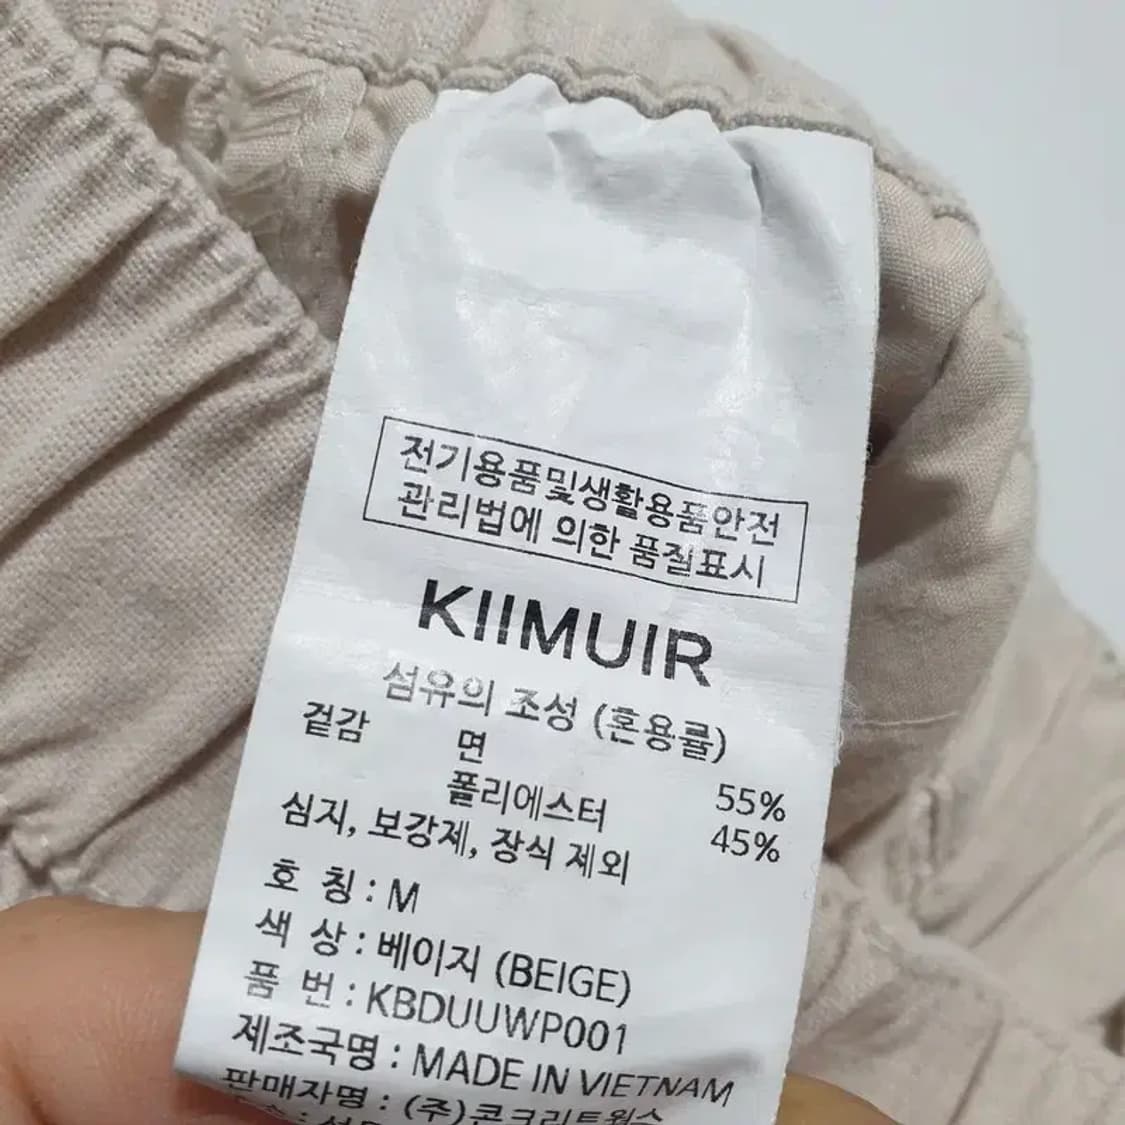 전기용품및생활용품안전
관리법에 의한 품질표시
KIIMUIR
섬유의 조성 (혼용률)
겉감 면 55%
폴리에스터 45%
심지, 보강제, 장식 제외
호 칭 : M
색 상 : 베이지 (BEIGE)
품 번 : KBDUUWP001
제조국명 : MADE IN VIETNAM
판매자명 : (주)콘크리트웍스